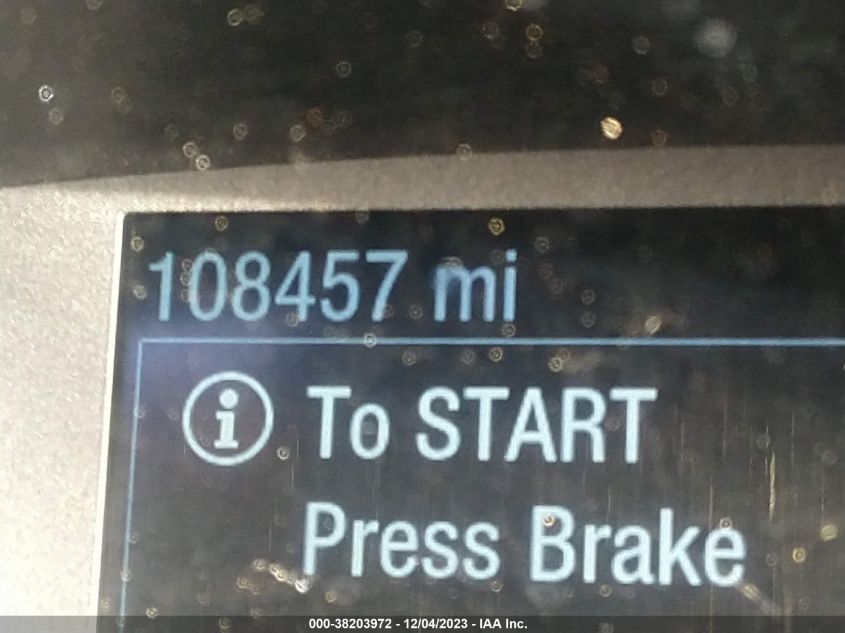 108457 mi
i To START
Press Brake
000-38203972 - 12/04/2023 - IAA Inc.